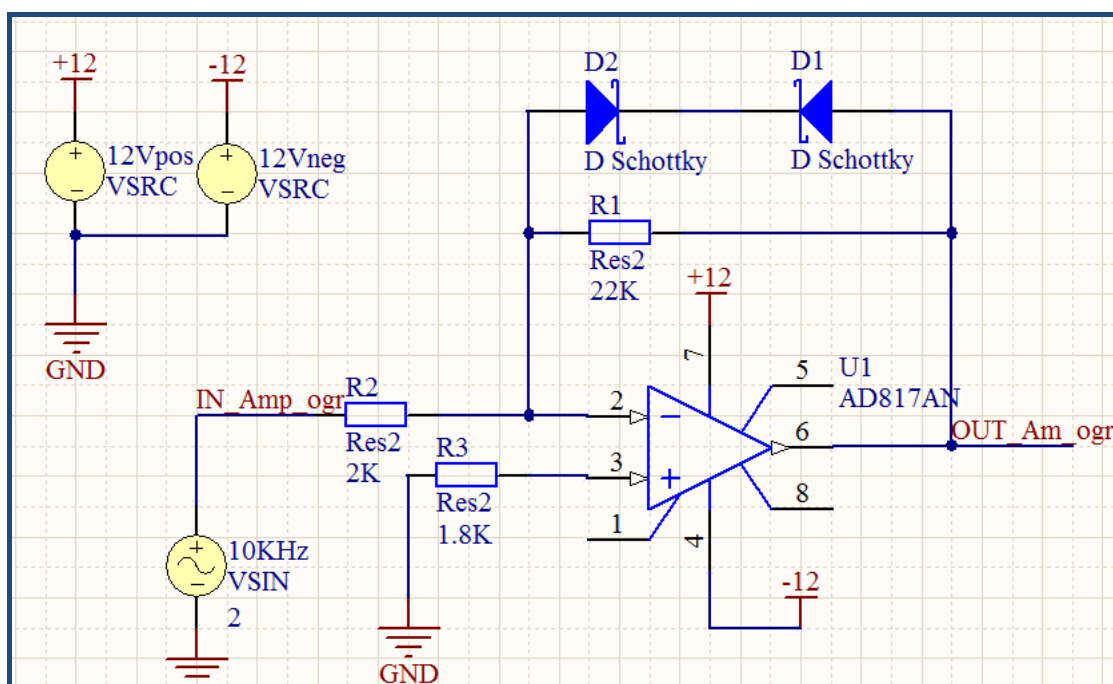 +12
-12
D2
D1
12Vpos
VSRC
12Vneg
VSRC
D Schottky
D Schottky
R1
Res2
22K
+12
GND
7
5
U1
AD817AN
IN_Amp_ogr
R2
2
6
OUT_Am_ogr
Res2
2K
R3
3
Res2
1.8K
8
1
4
10KHz
VSIN
2
-12
GND